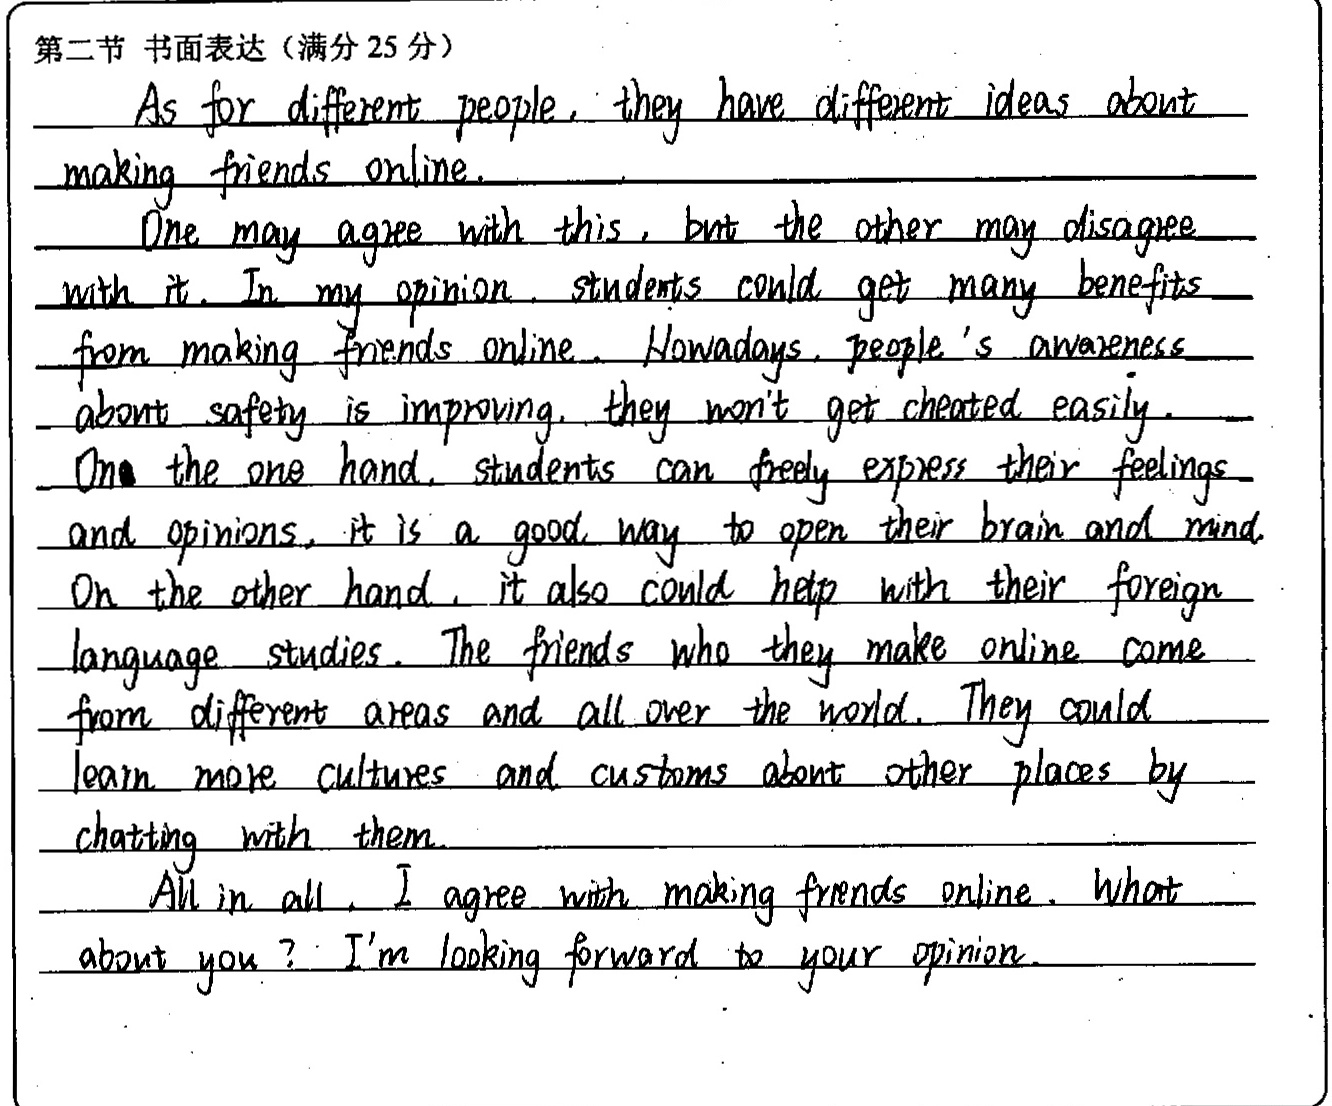 第二节 书面表达（满分 25 分）
As for different people, they have different ideas about
making friends online.
One may agree with this, but the other may disagree
with it. In my opinion, students could get many benefits
from making friends online. Nowadays, people's awareness
about safety is improving, they won't get cheated easily.
On the one hand, students can freely express their feelings
and opinions, it is a good way to open their brain and mind.
On the other hand, it also could help with their foreign
language studies. The friends who they make online come
from different areas and all over the world. They could
learn more cultures and customs about other places by
chatting with them.
All in all, I agree with making friends online. What
about you? I'm looking forward to your opinion.